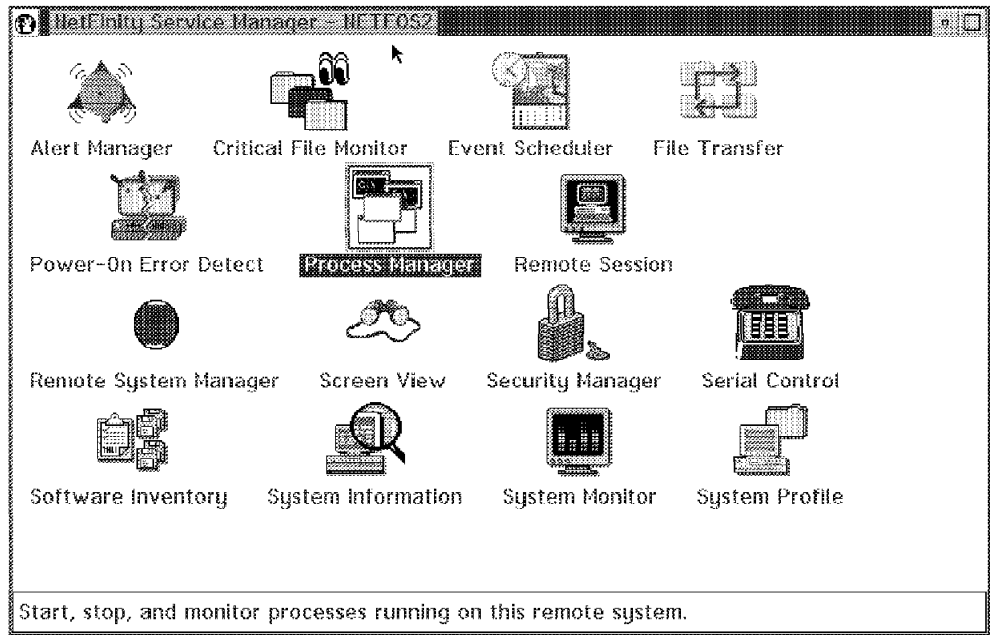 NetFinity Service Manager - NETFOS2
Alert Manager Critical File Monitor Event Scheduler File Transfer
Power-On Error Detect Process Manager Remote Session
Remote System Manager Screen View Security Manager Serial Control
Software Inventory System Information System Monitor System Profile
Start, stop, and monitor processes running on this remote system.